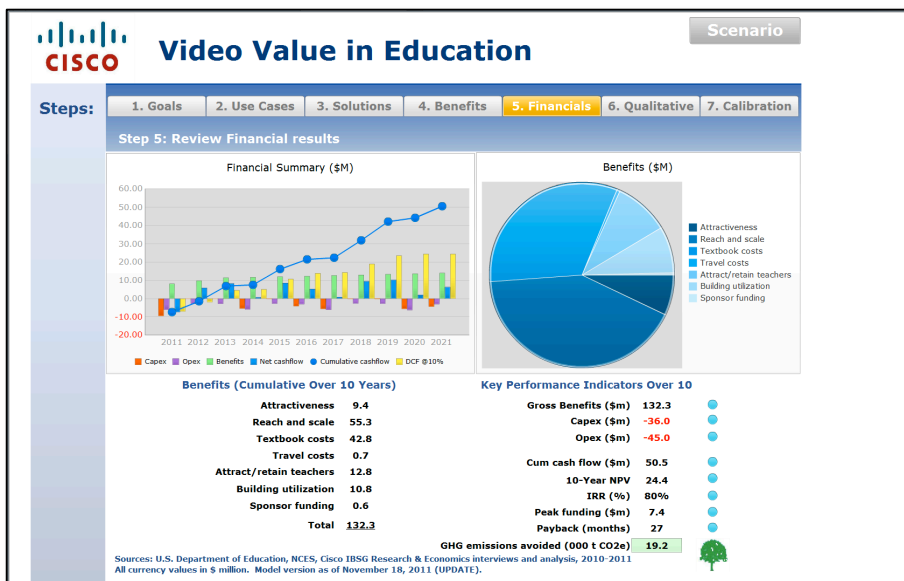 CISCO
Video Value in Education
Scenario
Steps:
1. Goals
2. Use Cases
3. Solutions
4. Benefits
5. Financials
6. Qualitative
7. Calibration
Step 5: Review Financial results
Financial Summary ($M)
60.00
50.00
40.00
30.00
20.00
10.00
0.00
-10.00
-20.00
2011 2012 2013 2014 2015 2016 2017 2018 2019 2020 2021
Capex Opex Benefits Net cashflow Cumulative cashflow DCF @10%
Benefits ($M)
Attractiveness
Reach and scale
Textbook costs
Travel costs
Attract/retain teachers
Building utilization
Sponsor funding
Benefits (Cumulative Over 10 Years)
Attractiveness 9.4
Reach and scale 55.3
Textbook costs 42.8
Travel costs 0.7
Attract/retain teachers 12.8
Building utilization 10.8
Sponsor funding 0.6
Total 132.3
Key Performance Indicators Over 10
Gross Benefits ($m) 132.3
Capex ($m) -36.0
Opex ($m) -45.0
Cum cash flow ($m) 50.5
10-Year NPV 24.4
IRR (%) 80%
Peak funding ($m) 7.4
Payback (months) 27
GHG emissions avoided (000 t CO2e) 19.2
Sources: U.S. Department of Education, NCES, Cisco IBSG Research & Economics interviews and analysis, 2010-2011
All currency values in $ million. Model version as of November 18, 2011 (UPDATE).